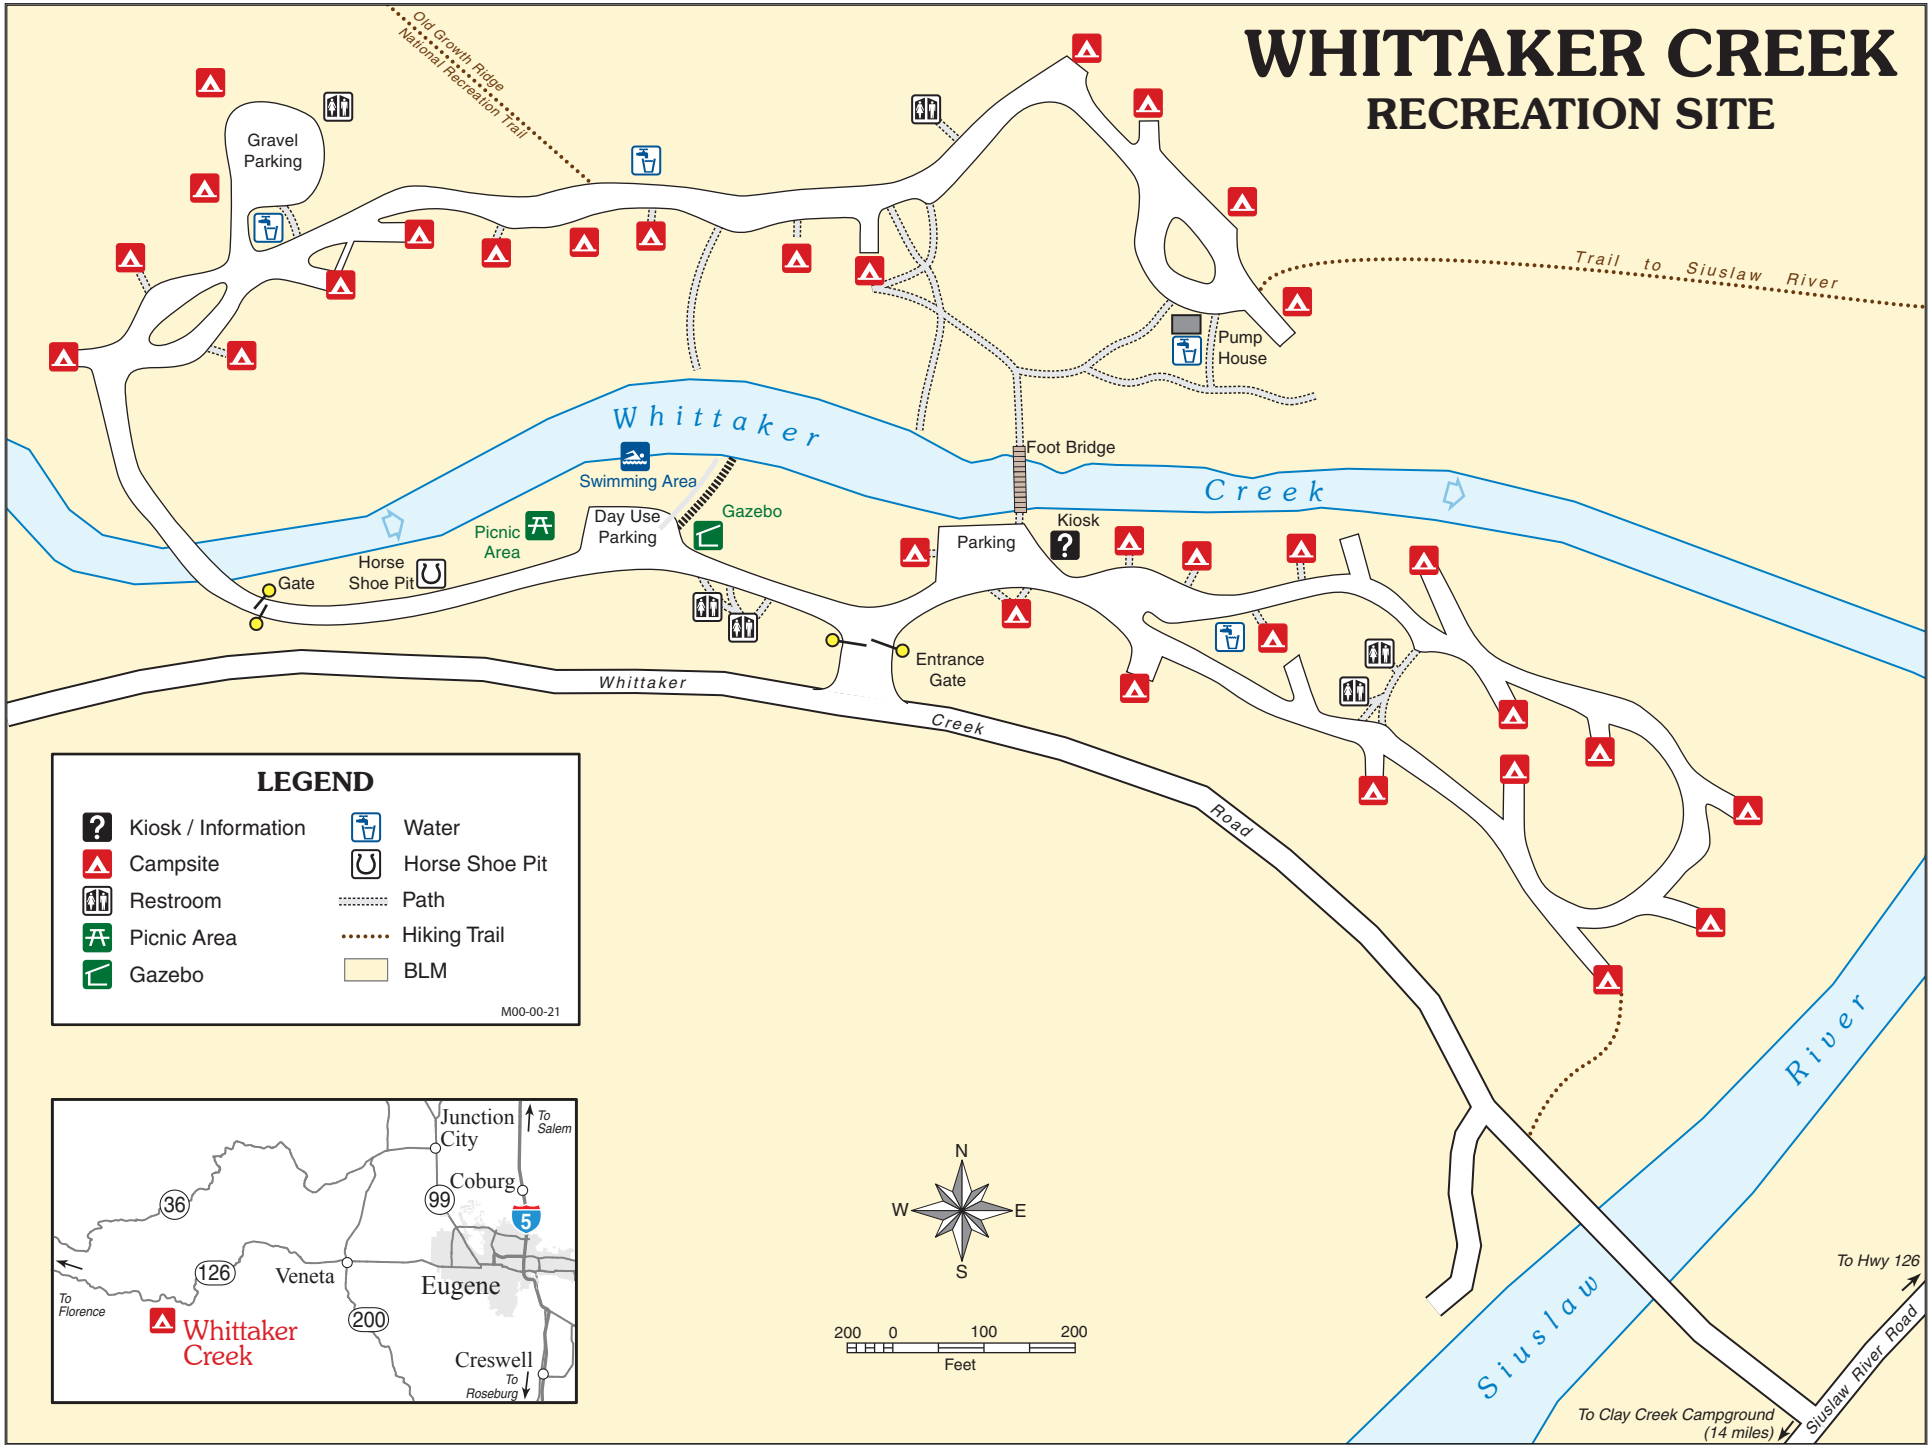 WHITTAKER CREEK
RECREATION SITE
Old Growth Ridge
National Recreation Trail
Gravel
Parking
Trail to Siuslaw River
Pump
House
Whittaker
Creek
Foot Bridge
Swimming Area
Picnic
Area
Day Use
Parking
Gazebo
Parking
Kiosk
?
Horse
Shoe Pit
Gate
Entrance
Gate
Whittaker
Creek
Road
LEGEND
? Kiosk / Information
Campsite
Restroom
Picnic Area
Gazebo
Water
Horse Shoe Pit
Path
Hiking Trail
BLM
M00-00-21
Junction
City
To
Salem
Coburg
36
99
5
126
Veneta
Eugene
To
Florence
200
Whittaker
Creek
Creswell
To
Roseburg
N
W E
S
200 0 100 200
Feet
Siuslaw
River
To Hwy 126
Siuslaw River Road
To Clay Creek Campground
(14 miles)